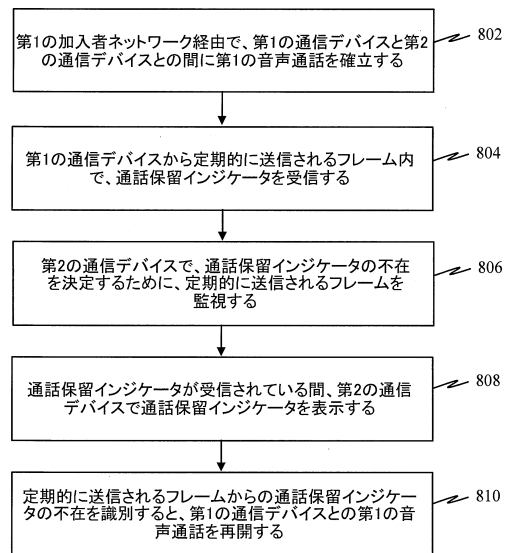 第1の加入者ネットワーク経由で、第1の通信デバイスと第2
の通信デバイスとの間に第1の音声通話を確立する
802
第1の通信デバイスから定期的に送信されるフレーム内
で、通話保留インジケータを受信する
804
第2の通信デバイスで、通話保留インジケータの不在
を決定するために、定期的に送信されるフレームを
監視する
806
通話保留インジケータが受信されている間、第2の通信
デバイスで通話保留インジケータを表示する
808
定期的に送信されるフレームからの通話保留インジケー
タの不在を識別すると、第1の通信デバイスとの第1の音
声通話を再開する
810